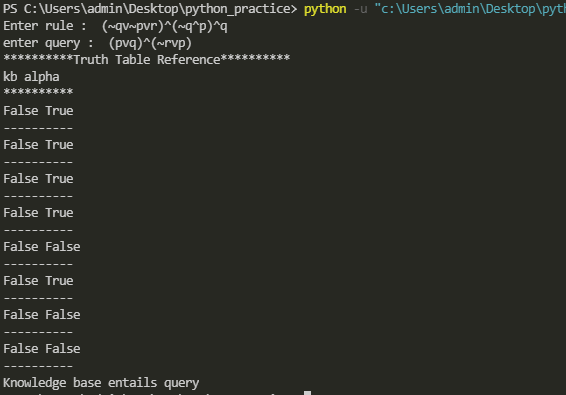 PS C:\Users\admin\Desktop\python_practice> python -u "c:\Users\admin\Desktop\pyth
Enter rule :  (~qv~pvr)^(~q^p)^q
enter query :  (pvq)^(~rvp)
**********Truth Table Reference**********
kb alpha
**********
False True
----------
False True
----------
False True
----------
False True
----------
False False
----------
False True
----------
False False
----------
False False
----------
Knowledge base entails query